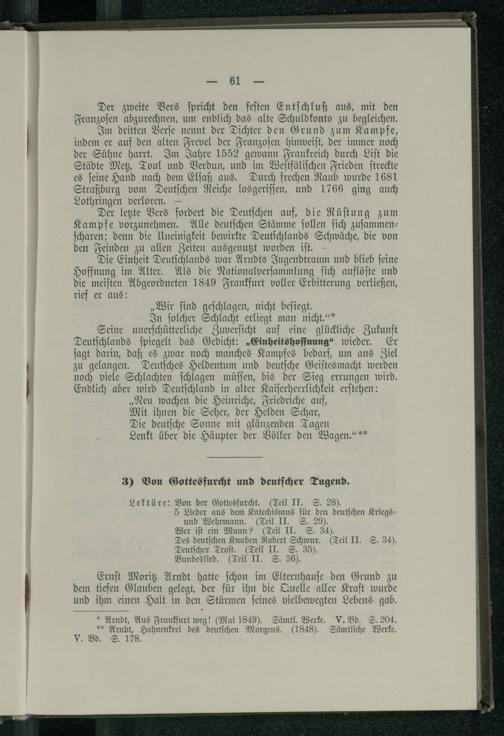 — 61 —
Der zweite Vers spricht den festen Entschluß aus, mit den
Franzosen abzurechnen, um endlich das alte Schuldkonto zu begleichen.
Im dritten Verse nennt der Dichter den Grund zum Kampfe,
indem er auf den alten Frevel der Franzosen hinweist, der immer noch
der Sühne harrt. Im Jahre 1552 gewann Frankreich durch List die
Städte Metz, Toul und Verdun, und im Westfälischen Frieden streckte
es seine Hand nach dem Elsaß aus. Durch frechen Raub wurde 1681
Straßburg vom Deutschen Reiche losgerissen, und 1766 ging auch
Lothringen verloren. —
Der letzte Vers fordert die Deutschen auf, die Rüstung zum
Kampfe vorzunehmen. Alle deutschen Stämme sollen sich zusammen-
scharen; denn die Uneinigkeit bewirkte Deutschlands Schwäche, die von
den Feinden zu allen Zeiten ausgenutzt worden ist. —
Die Einheit Deutschlands war Arndts Jugendtraum und blieb seine
Hoffnung im Alter. Als die Nationalversammlung sich auflöste und
die meisten Abgeordneten 1849 Frankfurt voller Erbitterung verließen,
rief er aus:
„Wir sind geschlagen, nicht besiegt.
In solcher Schlacht erliegt man nicht.“*
Seine unerschütterliche Zuversicht auf eine glückliche Zukunft
Deutschlands spiegelt das Gedicht: „Einheitshoffnung“ wieder. Er
sagt darin, daß es zwar noch manches Kampfes bedarf, um ans Ziel
zu gelangen. Deutsches Heldentum und deutsche Geistesmacht werden
noch viele Schlachten schlagen müssen, bis der Sieg errungen wird.
Endlich aber wird Deutschland in alter Kaiserherrlichkeit erstehen:
„Neu wachen die Heinriche, Friedriche auf,
Mit ihnen die Seher, der Helden Schar,
Die deutsche Sonne mit glänzenden Tagen
Lenkt über die Häupter der Völker den Wagen.“**
3) Von Gottesfurcht und deutscher Tugend.
Lektüre: Von der Gottesfurcht. (Teil II. S. 28).
5 Lieder aus dem Katechismus für den deutschen Kriegs-
und Wehrmann. (Teil II. S. 29).
Wer ist ein Mann? (Teil II. S. 34).
Des deutschen Knaben Robert Schwur. (Teil II. S. 34).
Deutscher Trost. (Teil II. S. 35).
Bundeslied. (Teil II. S. 36).
Ernst Moritz Arndt hatte schon im Elternhause den Grund zu
dem tiefen Glauben gelegt, der für ihn die Quelle aller Kraft wurde
und ihm einen Halt in den Stürmen seines vielbewegten Lebens gab.
* Arndt, Aus Frankfurt weg! (Mai 1849). Sämtl. Werke. V. Bd. S. 204.
** Arndt, Hahnenkrei des deutschen Morgens. (1848). Sämtliche Werke.
V. Bd. S. 178.